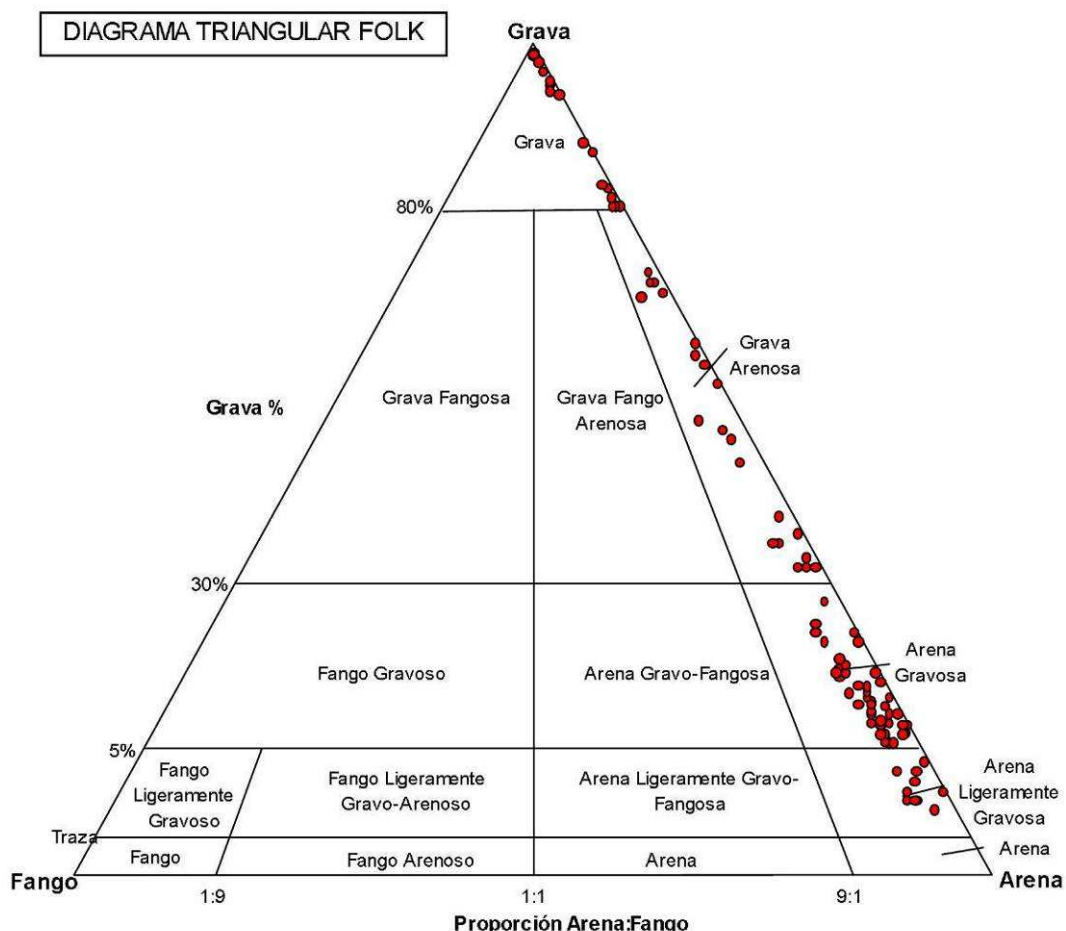 DIAGRAMA TRIANGULAR FOLK
Grava
Grava
80%
Grava
Arenosa
Grava %
Grava Fangosa
Grava Fango
Arenosa
30%
Fango Gravoso
Arena Gravo-Fangosa
Arena
Gravosa
5%
Fango
Ligeramente
Gravoso
Fango Ligeramente
Gravo-Arenoso
Arena Ligeramente Gravo-
Fangosa
Arena
Ligeramente
Gravosa
Traza
Fango
Fango Arenoso
Arena
Arena
Fango
Arena
1:9
1:1
9:1
Proporción Arena:Fango